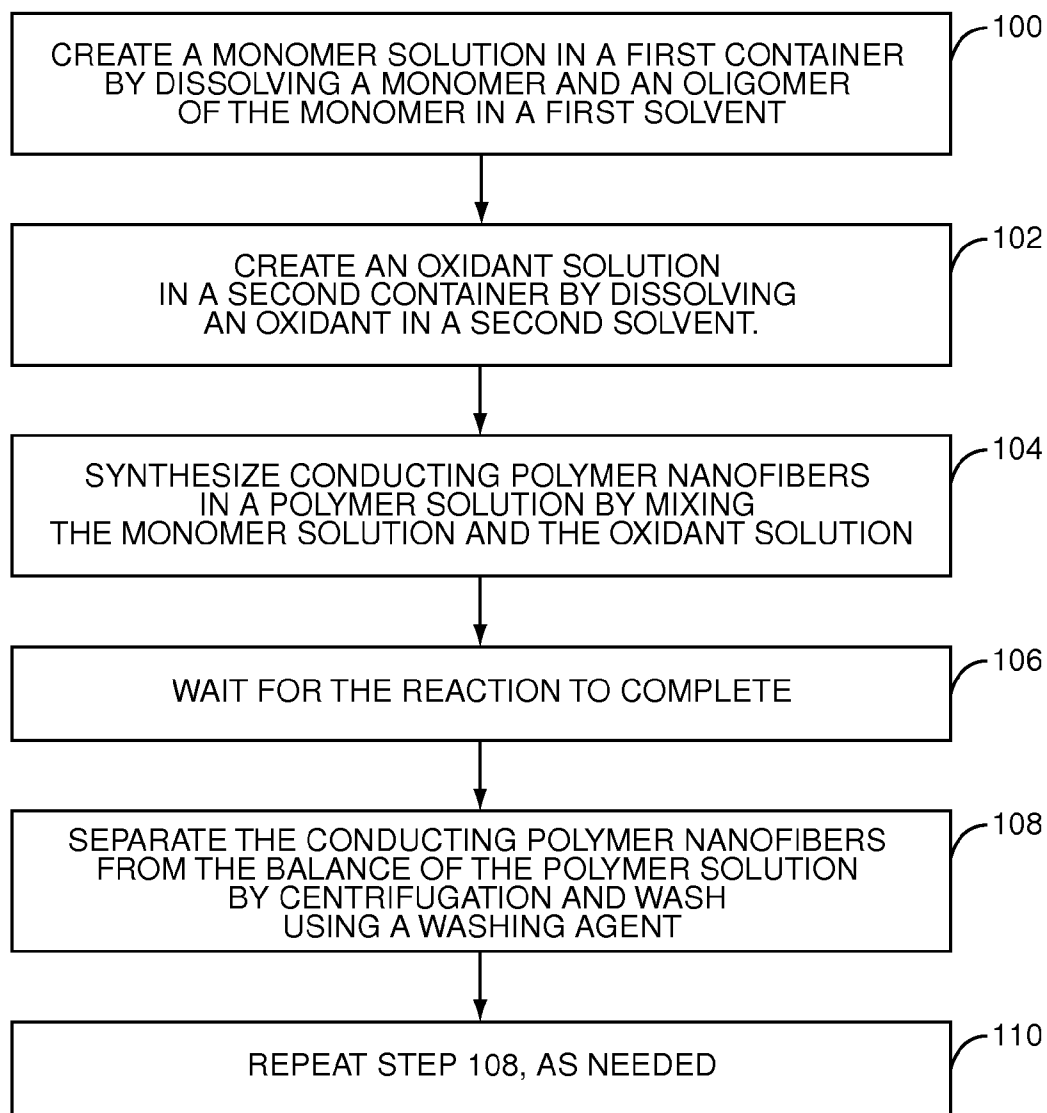 100
CREATE A MONOMER SOLUTION IN A FIRST CONTAINER
BY DISSOLVING A MONOMER AND AN OLIGOMER
OF THE MONOMER IN A FIRST SOLVENT
102
CREATE AN OXIDANT SOLUTION
IN A SECOND CONTAINER BY DISSOLVING
AN OXIDANT IN A SECOND SOLVENT.
104
SYNTHESIZE CONDUCTING POLYMER NANOFIBERS
IN A POLYMER SOLUTION BY MIXING
THE MONOMER SOLUTION AND THE OXIDANT SOLUTION
106
WAIT FOR THE REACTION TO COMPLETE
108
SEPARATE THE CONDUCTING POLYMER NANOFIBERS
FROM THE BALANCE OF THE POLYMER SOLUTION
BY CENTRIFUGATION AND WASH
USING A WASHING AGENT
110
REPEAT STEP 108, AS NEEDED